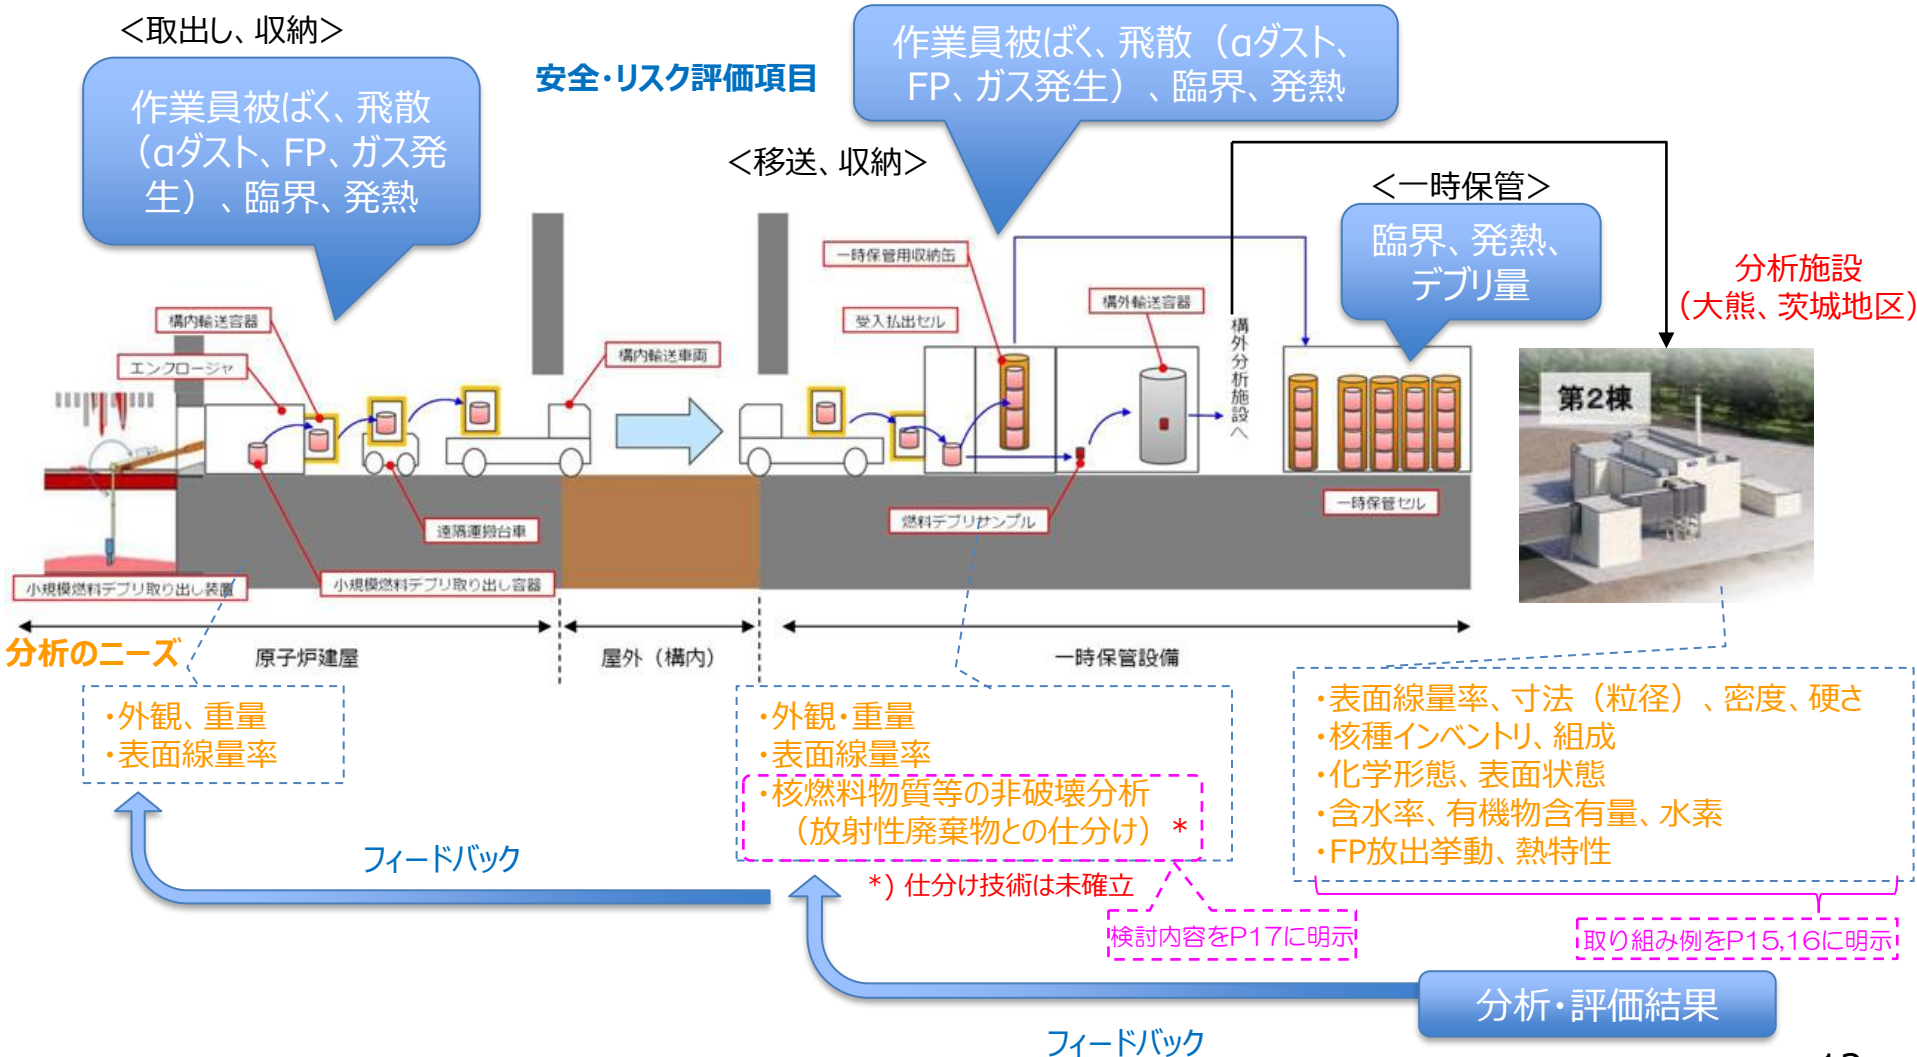 <取出し、収納>
作業員被ばく、飛散
（αダスト、FP、ガス発
生）、臨界、発熱
安全・リスク評価項目
作業員被ばく、飛散（αダスト、
FP、ガス発生）、臨界、発熱
<移送、収納>
<一時保管>
臨界、発熱、
デブリ量
分析施設
（大熊、茨城地区）
構内輸送容器
エンクロージャ
構内輸送車両
一時保管用収納缶
受入払出セル
構外輸送容器
構外分析施設へ
第2棟
遠隔運搬台車
燃料デブリサンプル
一時保管セル
小規模燃料デブリ取り出し装置
小規模燃料デブリ取り出し容器
分析のニーズ
原子炉建屋
屋外（構内）
一時保管設備
・外観、重量
・表面線量率
・外観・重量
・表面線量率
・核燃料物質等の非破壊分析
（放射性廃棄物との仕分け）*
*）仕分け技術は未確立
・表面線量率、寸法（粒径）、密度、硬さ
・核種インベントリ、組成
・化学形態、表面状態
・含水率、有機物含有量、水素
・FP放出挙動、熱特性
フィードバック
検討内容をP17に明示
取り組み例をP15,16に明示
分析・評価結果
フィードバック